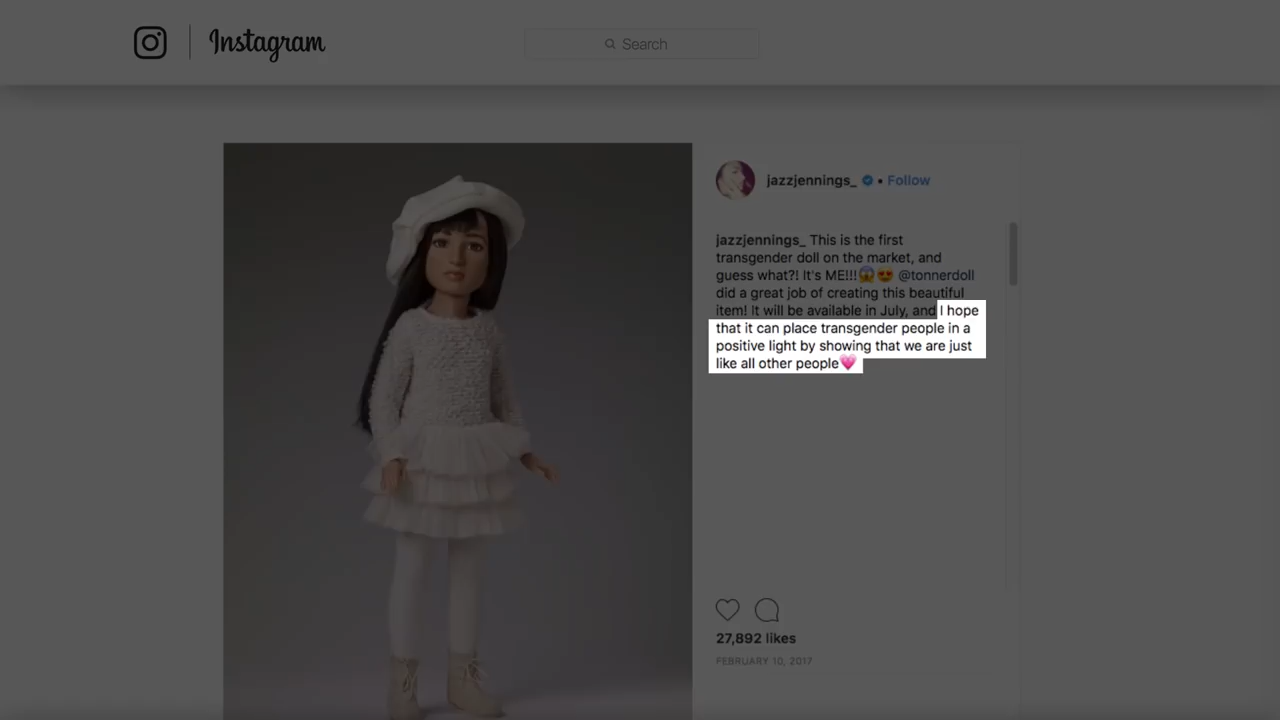 Instagram
Search
jazzjennings_ • Follow
jazzjennings_ This is the first
transgender doll on the market, and
guess what?! It's ME!!!😱😍 @tonnerdoll
did a great job of creating this beautiful
item! It will be available in July, and I hope
that it can place transgender people in a
positive light by showing that we are just
like all other people💗
27,892 likes
FEBRUARY 10, 2017